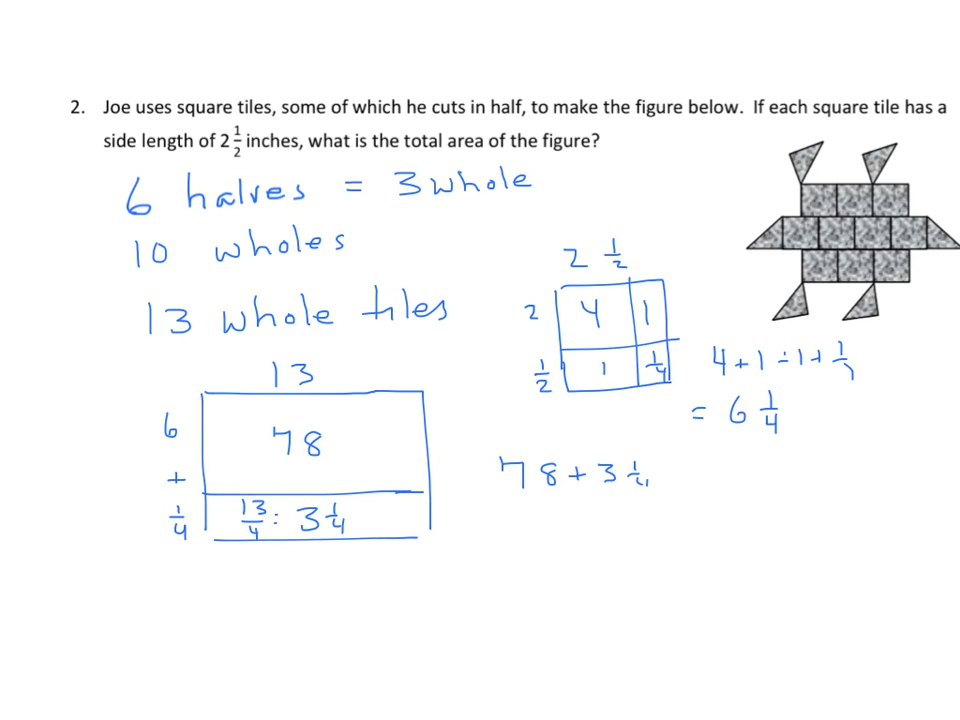 2. Joe uses square tiles, some of which he cuts in half, to make the figure below. If each square tile has a
side length of 2 1/2 inches, what is the total area of the figure?
6 halves = 3 whole
10 wholes
13 whole tiles
2 1/2
2 4 1
1/2 1 1/4
4 + 1 + 1 + 1/4
= 6 1/4
13
6 78
+
1/4 13/4 = 3 1/4
78 + 3 1/4